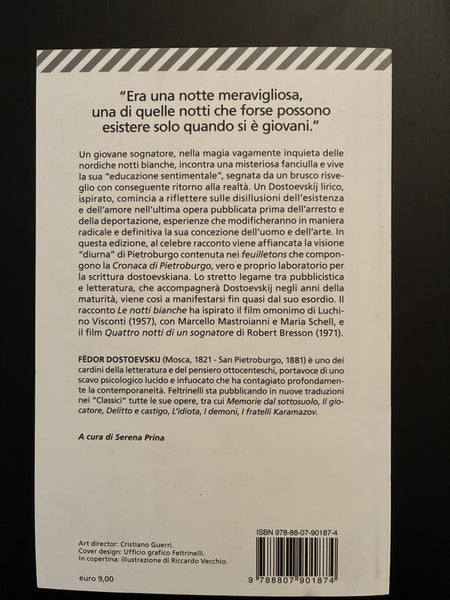 “Era una notte meravigliosa,
una di quelle notti che forse possono
esistere solo quando si è giovani.”
Un giovane sognatore, nella magia vagamente inquieta delle
nordiche notti bianche, incontra una misteriosa fanciulla e vive
la sua “educazione sentimentale”, segnata da un brusco risve-
glio con conseguente ritorno alla realtà. Un Dostoevskij lirico,
ispirato, comincia a riflettere sulle disillusioni dell’esistenza
e dell’amore nell’ultima opera pubblicata prima dell’arresto e
della deportazione, esperienze che modificheranno in maniera
radicale e definitiva la sua concezione dell’uomo e dell’arte. In
questa edizione, al celebre racconto viene affiancata la visione
“diurna” di Pietroburgo contenuta nei feuilletons che compon-
gono la Cronaca di Pietroburgo, vero e proprio laboratorio per
la scrittura dostoevskiana. Lo stretto legame tra pubblicistica
e letteratura, che accompagnerà Dostoevskij negli anni della
maturità, viene così a manifestarsi fin quasi dal suo esordio. Il
racconto Le notti bianche ha ispirato il film omonimo di Luchi-
no Visconti (1957), con Marcello Mastroianni e Maria Schell, e
il film Quattro notti di un sognatore di Robert Bresson (1971).
FËDOR DOSTOEVSKIJ (Mosca, 1821 - San Pietroburgo, 1881) è uno dei
cardini della letteratura e del pensiero ottocenteschi, portavoce di uno
scavo psicologico lucido e infuocato che ha contagiato profondamen-
te la contemporaneità. Feltrinelli sta pubblicando in nuove traduzioni
nei “Classici” tutte le sue opere, tra cui Memorie dal sottosuolo, Il gio-
catore, Delitto e castigo, L’idiota, I demoni, I fratelli Karamazov.
A cura di Serena Prina
Art director: Cristiano Guerri.
Cover design: Ufficio grafico Feltrinelli.
In copertina: illustrazione di Riccardo Vecchio.
euro 9,00
ISBN 978-88-07-90187-4
9 788807 901874